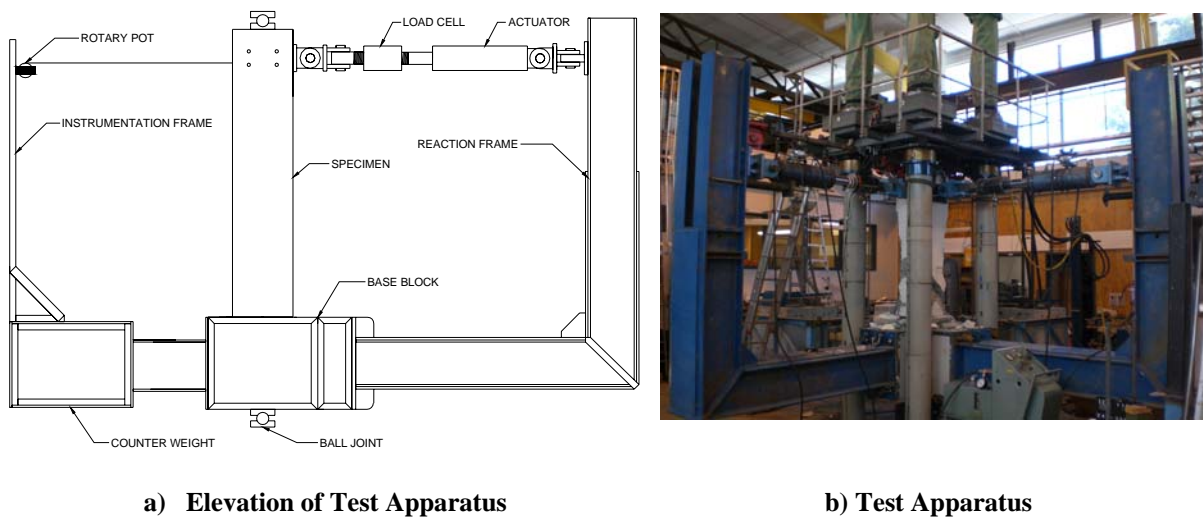 ROTARY POT
LOAD CELL
ACTUATOR
INSTRUMENTATION FRAME
REACTION FRAME
SPECIMEN
BASE BLOCK
COUNTER WEIGHT
BALL JOINT
a) Elevation of Test Apparatus
b) Test Apparatus